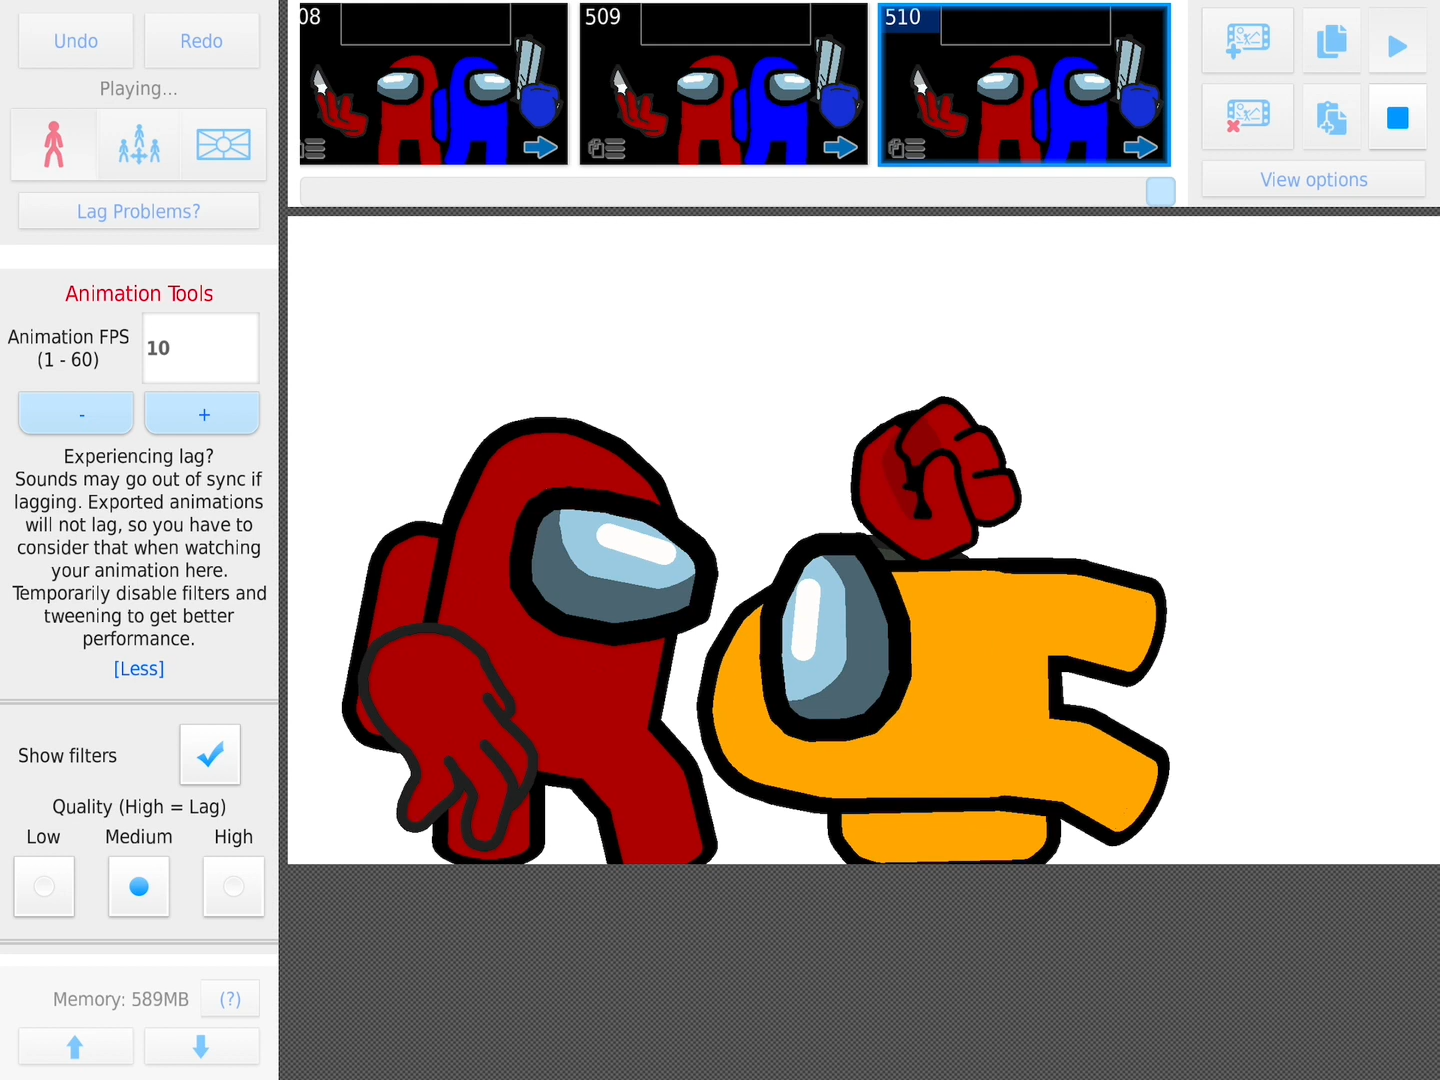 Undo
Redo
Playing...
Lag Problems?
08
509
510
View options
Animation Tools
Animation FPS
(1 - 60)
10
-
+
Experiencing lag?
Sounds may go out of sync if
lagging. Exported animations
will not lag, so you have to
consider that when watching
your animation here.
Temporarily disable filters and
tweening to get better
performance.
[Less]
Show filters
Quality (High = Lag)
Low
Medium
High
Memory: 589MB
(?)